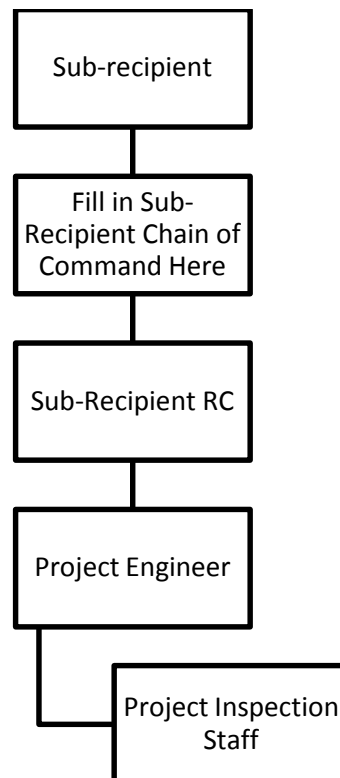 Sub-recipient
Fill in Sub-
Recipient Chain of
Command Here
Sub-Recipient RC
Project Engineer
Project Inspection
Staff